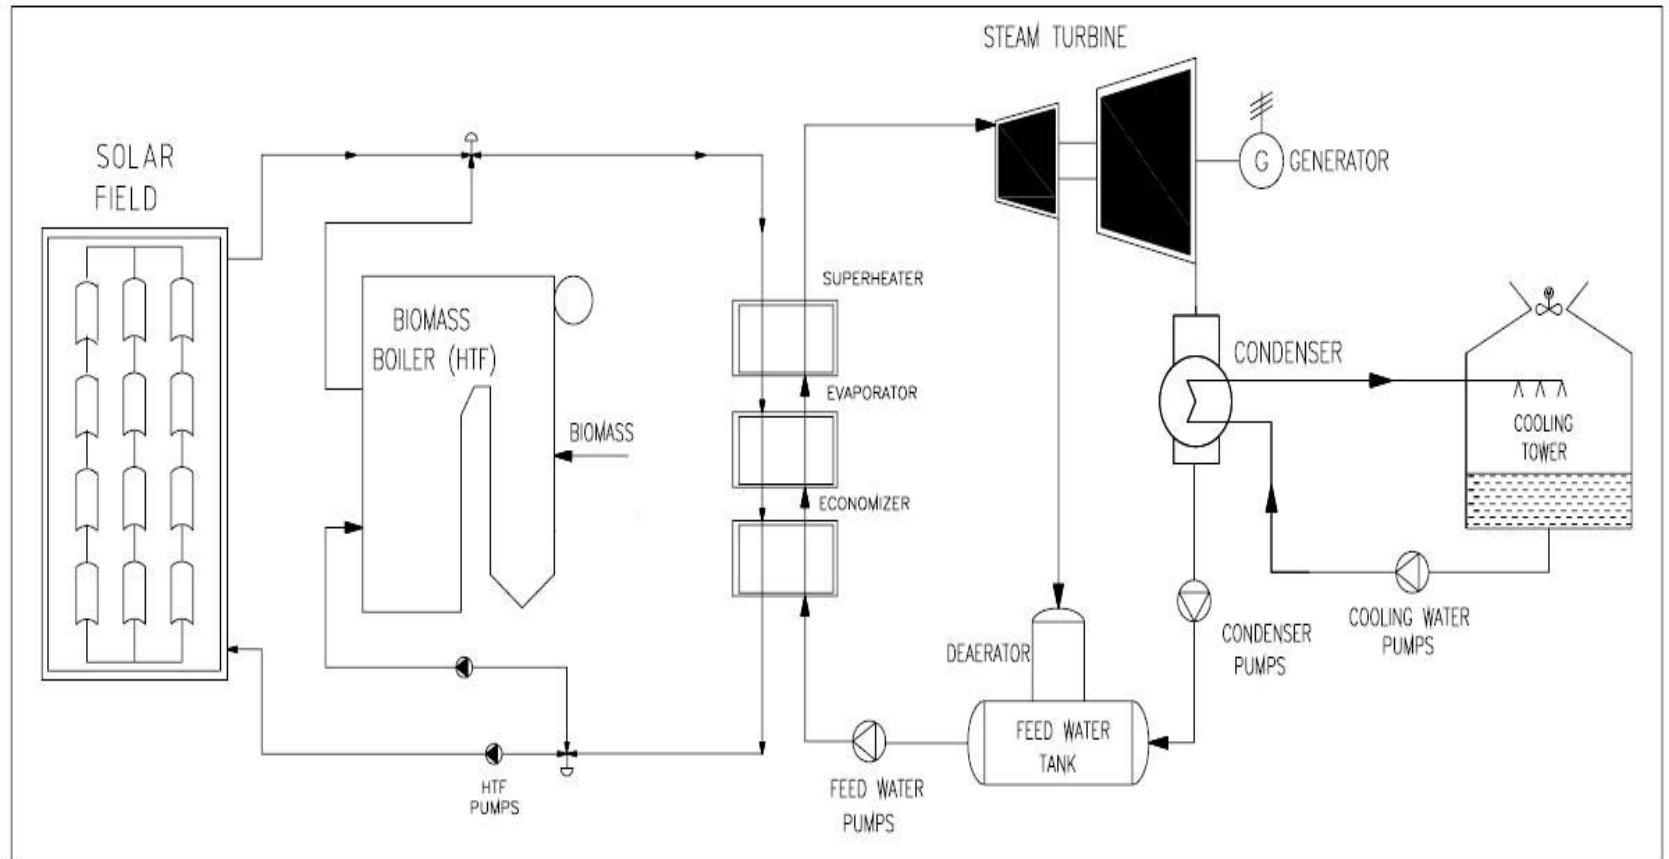 STEAM TURBINE
SOLAR
FIELD
G
GENERATOR
SUPERHEATER
M
BIOMASS
BOILER (HTF)
CONDENSER
EVAPORATOR
BIOMASS
COOLING
TOWER
ECONOMIZER
DEAERATOR
CONDENSER
PUMPS
COOLING WATER
PUMPS
FEED WATER
TANK
HTF
PUMPS
FEED WATER
PUMPS